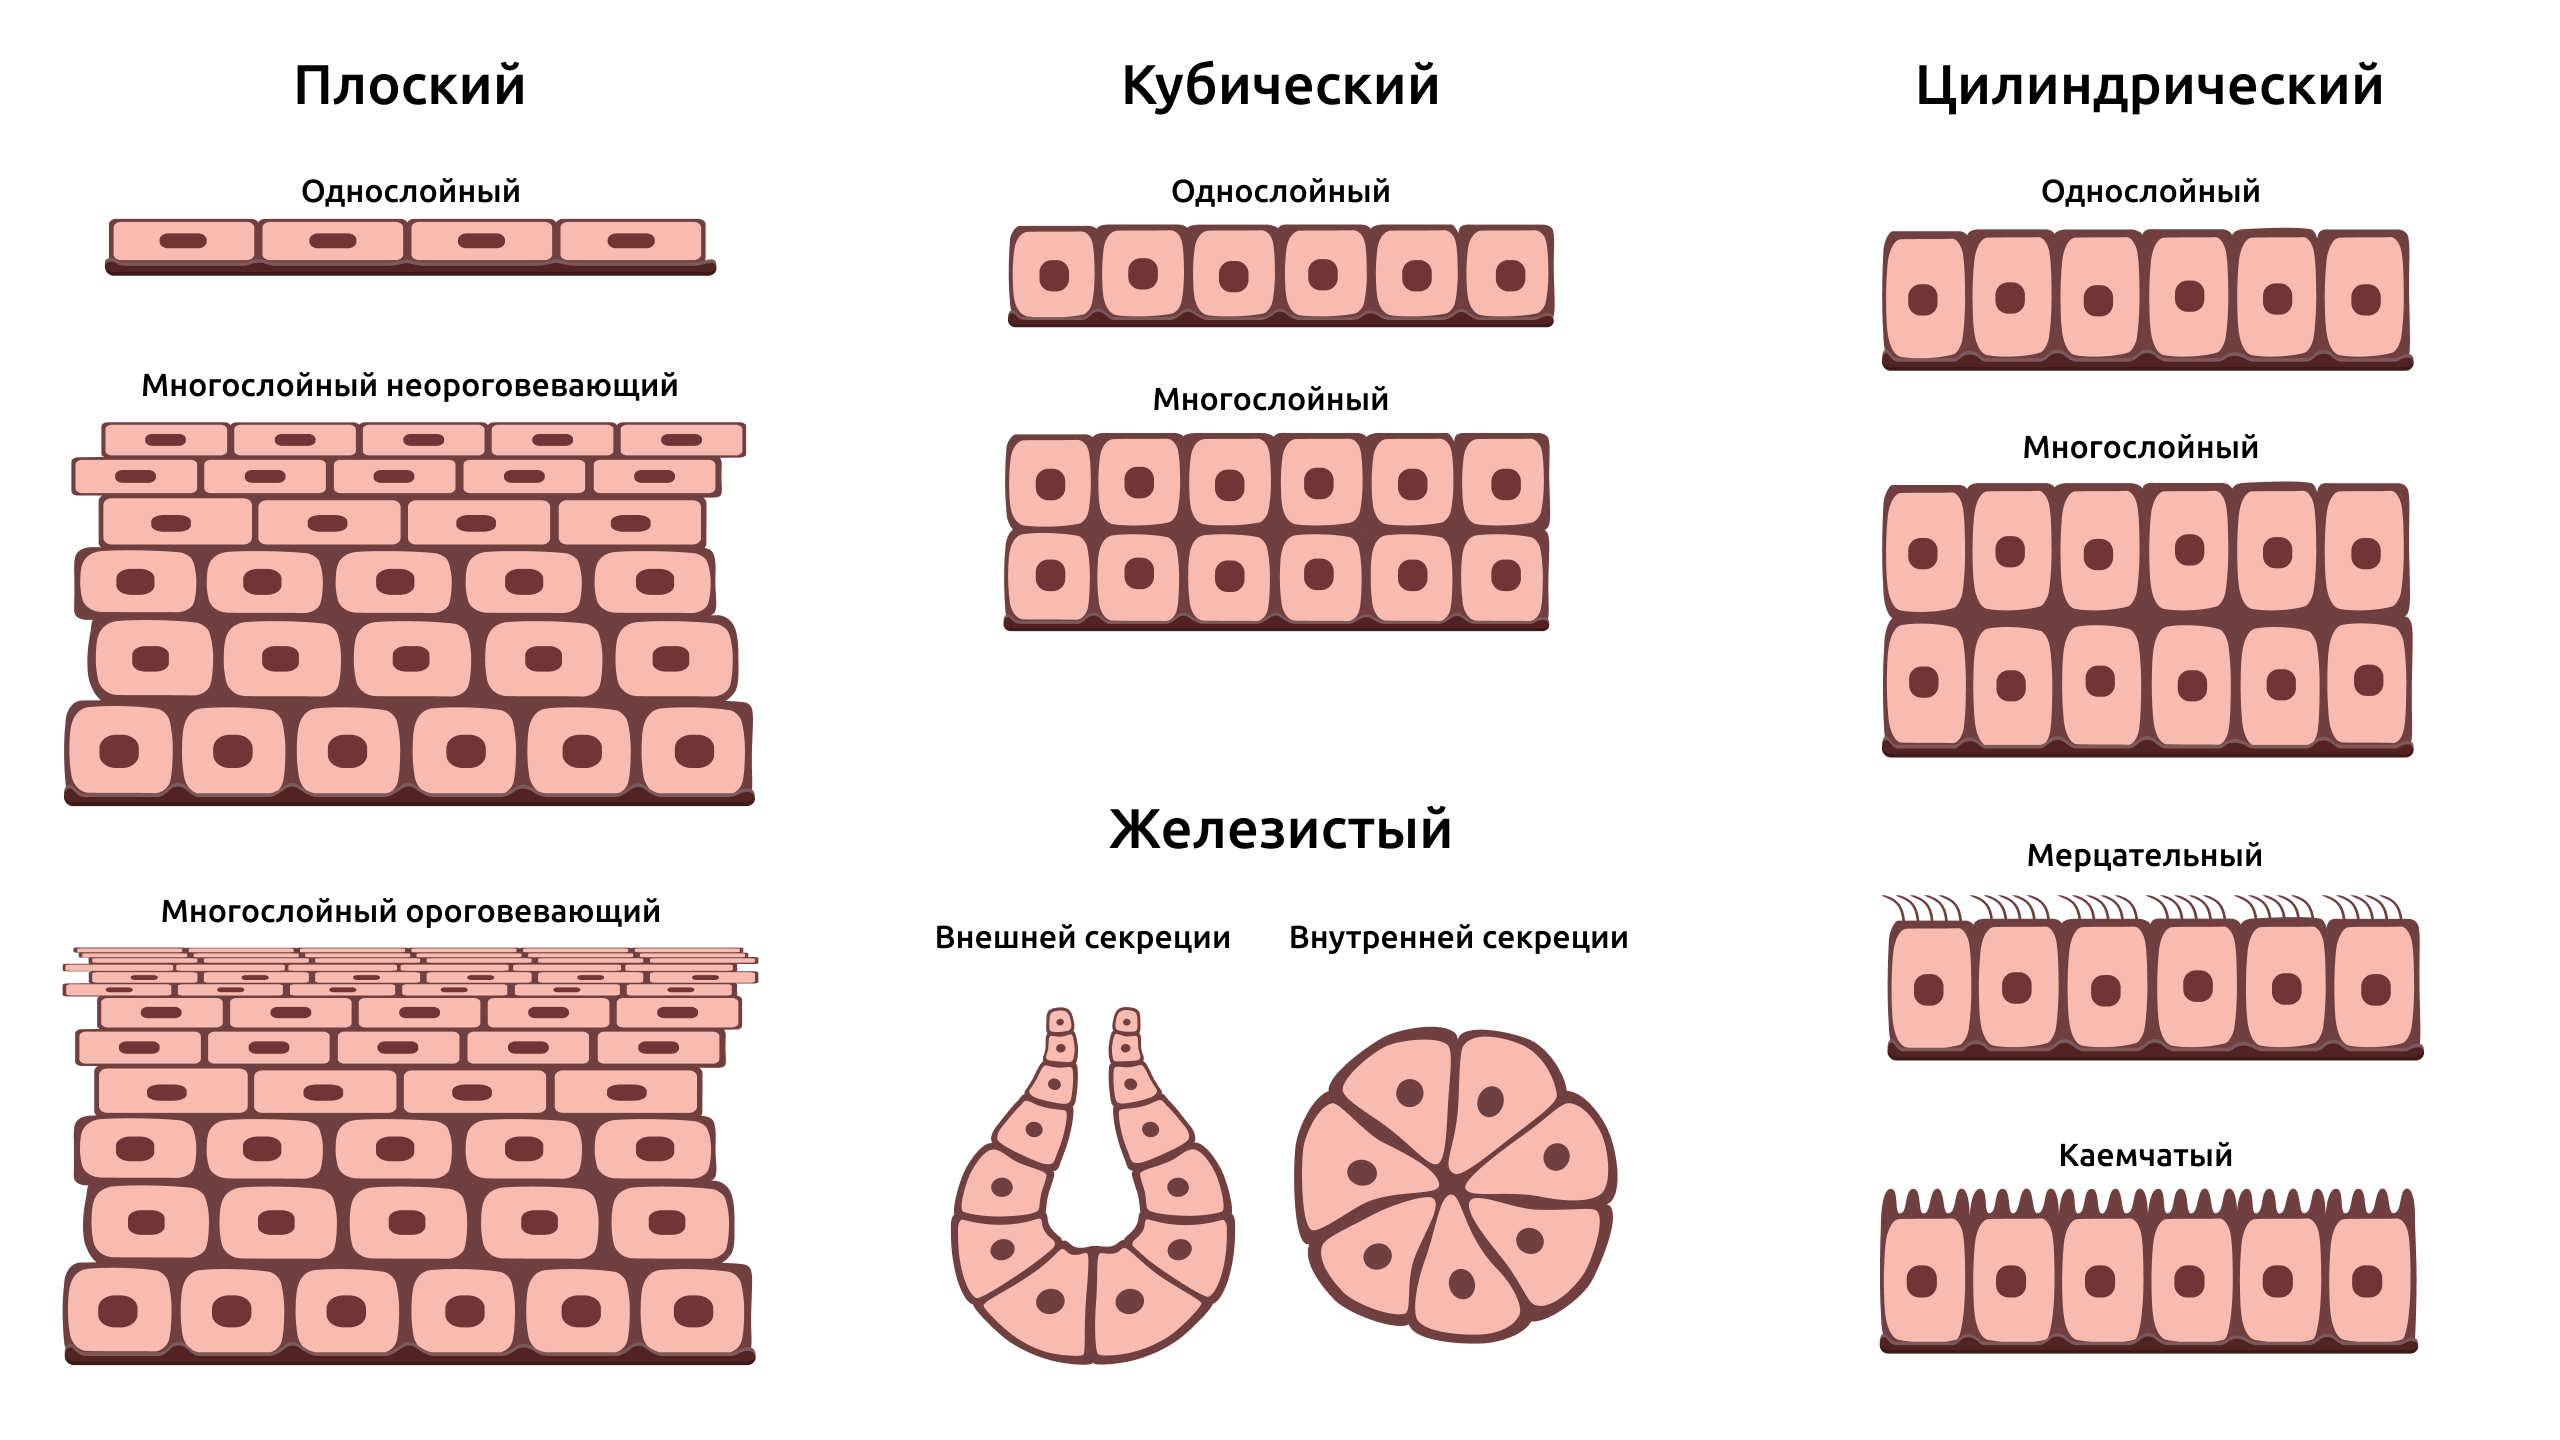 Плоский
Однослойный
Многослойный неороговевающий
Многослойный ороговевающий
Кубический
Однослойный
Многослойный
Железистый
Внешней секреции
Внутренней секреции
Цилиндрический
Однослойный
Многослойный
Мерцательный
Каемчатый